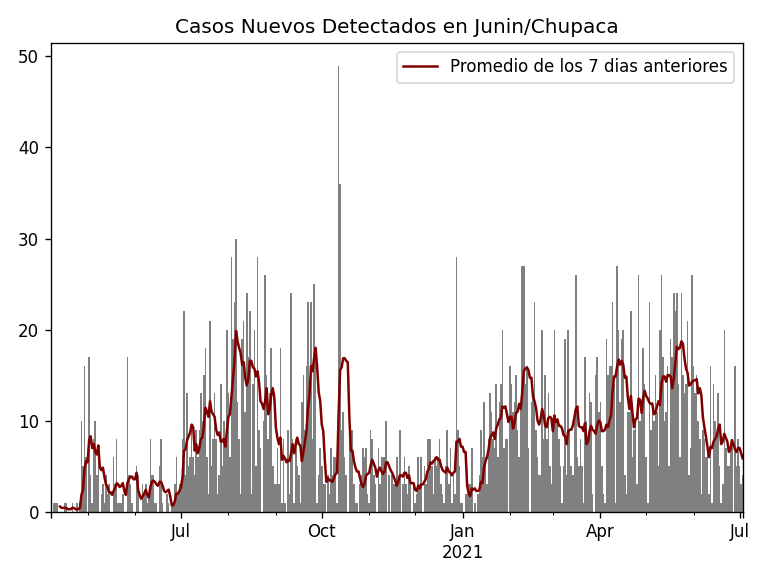 Casos Nuevos Detectados en Junin/Chupaca
Promedio de los 7 dias anteriores
50
40
30
20
10
0
Jul
Oct
Jan
2021
Apr
Jul